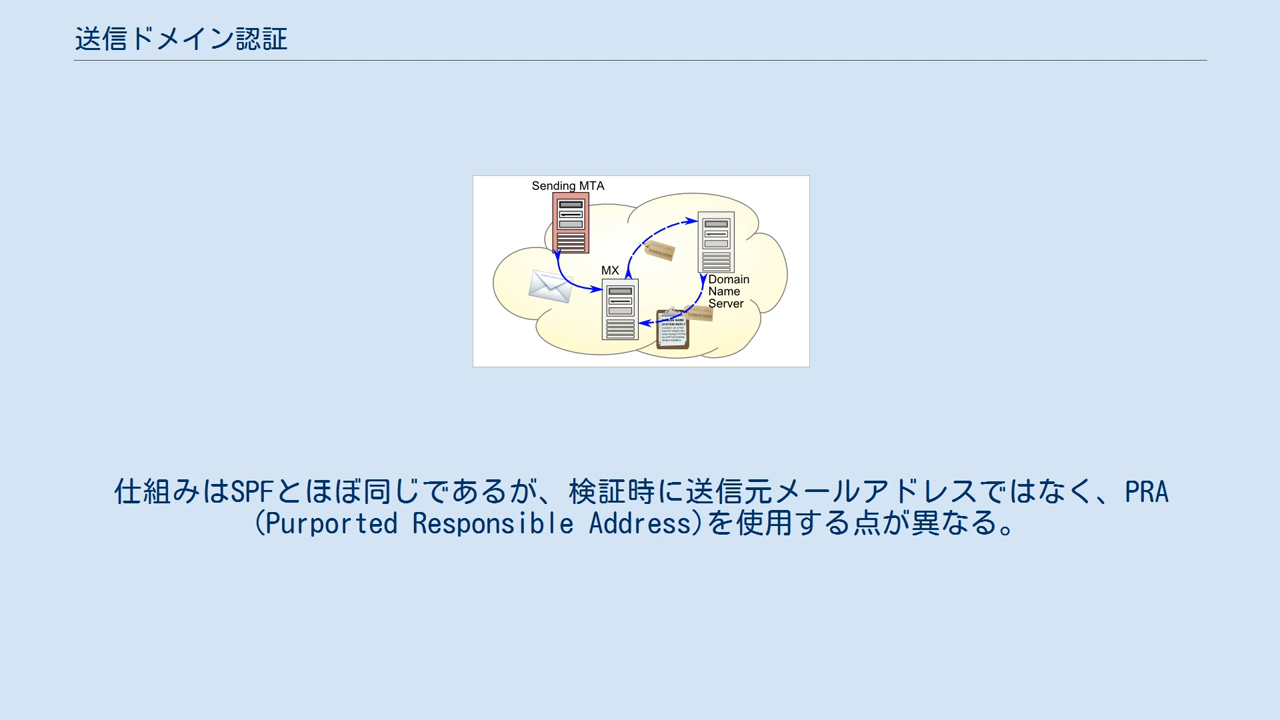 送信ドメイン認証
Sending MTA
MX
Domain
Name
Server
仕組みはSPFとほぼ同じであるが、検証時に送信元メールアドレスではなく、PRA
(Purported Responsible Address)を使用する点が異なる。